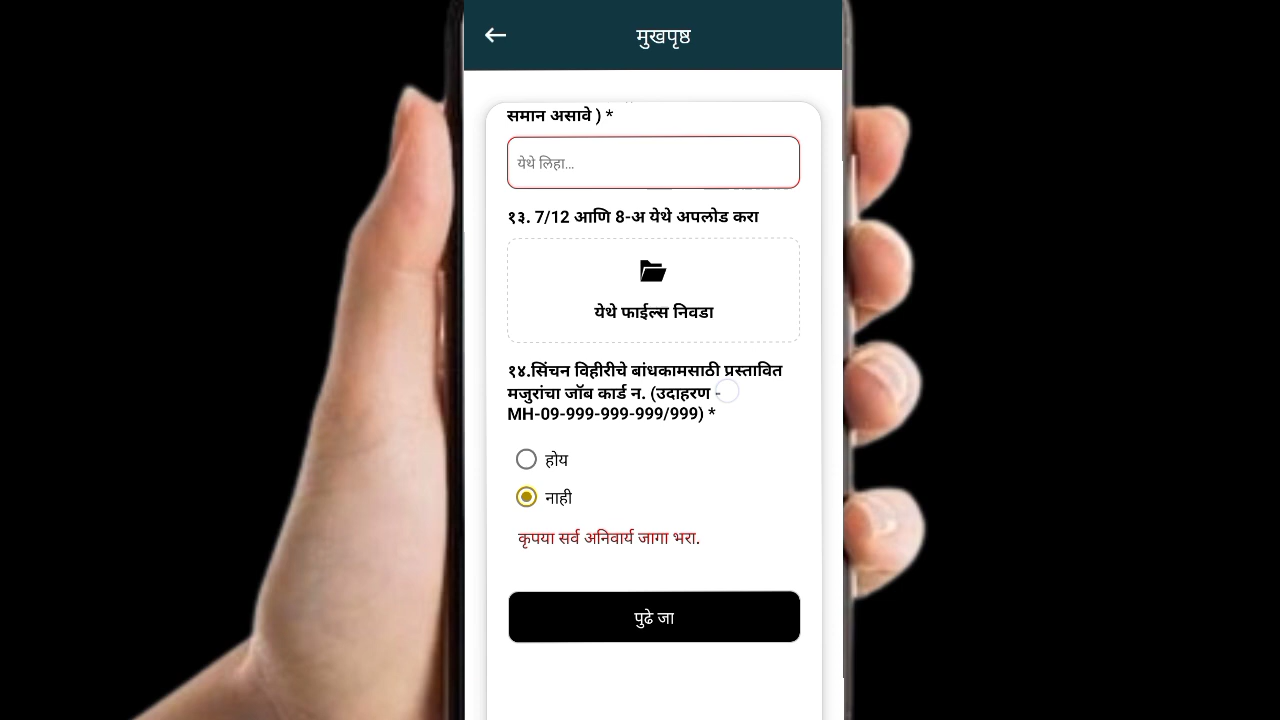 मुखपृष्ठ
समान असावे ) *
येथे लिहा...
१३. 7/12 आणि 8-अ येथे अपलोड करा
येथे फाईल्स निवडा
१४.सिंचन विहीरीचे बांधकामसाठी प्रस्तावित
मजुरांचा जॉब कार्ड न. (उदाहरण -
MH-09-999-999-999/999) *
होय
नाही
कृपया सर्व अनिवार्य जागा भरा.
पुढे जा